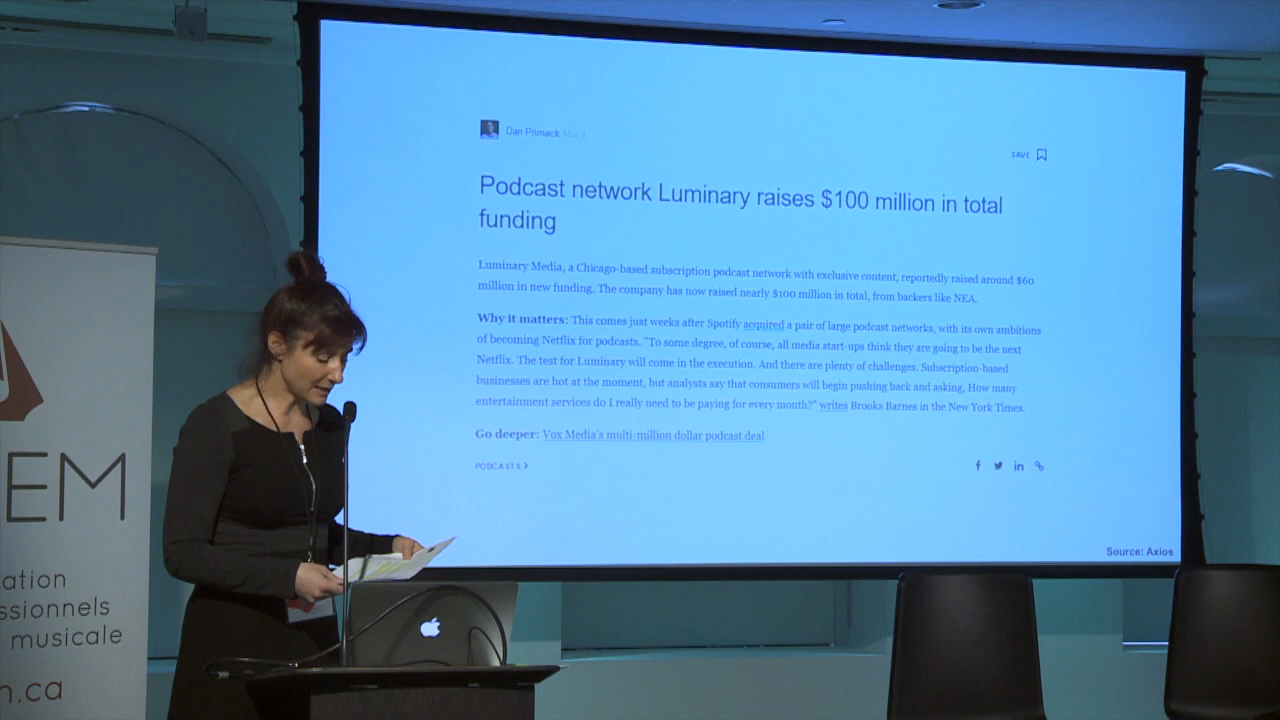 Dan Primack Mar 4
SAVE
Podcast network Luminary raises $100 million in total
funding
Luminary Media, a Chicago-based subscription podcast network with exclusive content, reportedly raised around $60
million in new funding. The company has now raised nearly $100 million in total, from backers like NEA.
Why it matters: This comes just weeks after Spotify acquired a pair of large podcast networks, with its own ambitions
of becoming Netflix for podcasts. "To some degree, of course, all media start-ups think they are going to be the next
Netflix. The test for Luminary will come in the execution. And there are plenty of challenges. Subscription-based
businesses are hot at the moment, but analysts say that consumers will begin pushing back and asking, How many
entertainment services do I really need to be paying for every month?" writes Brooks Barnes in the New York Times.
Go deeper: Vox Media's multi-million dollar podcast deal
PODCASTS >
Source: Axios
EM
ation
ssionnels
musicale
n.ca